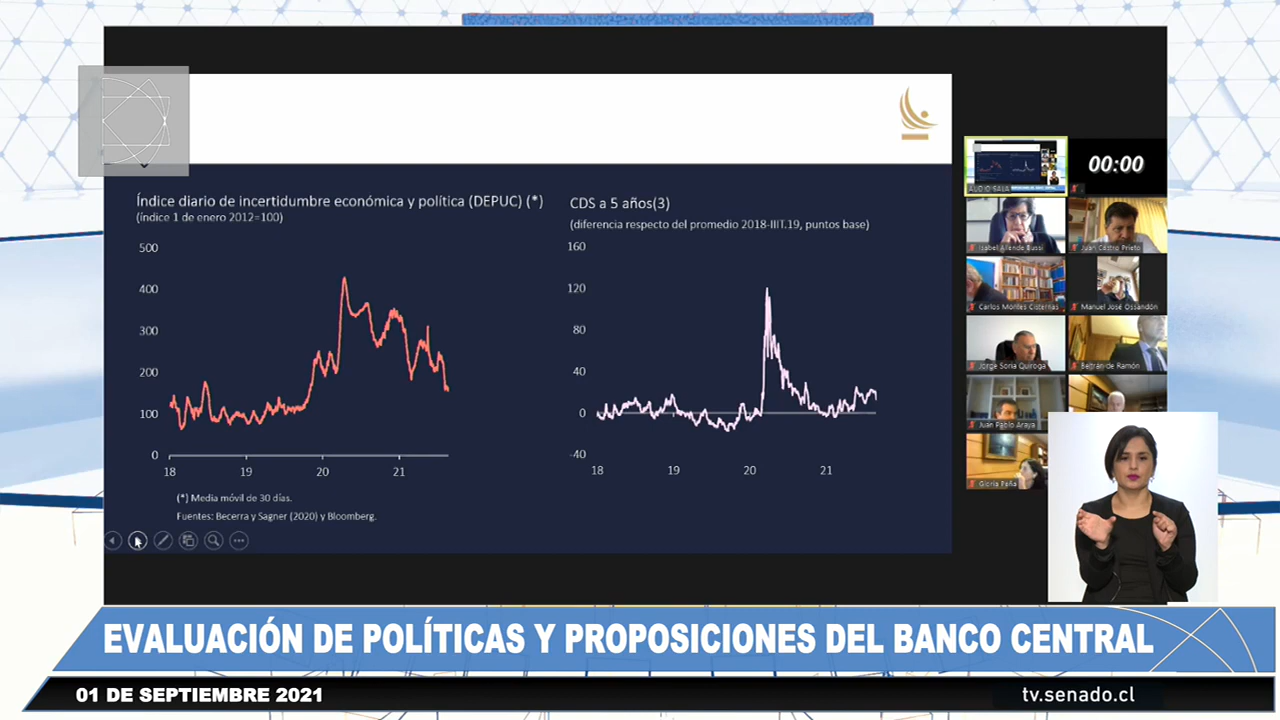 Índice diario de incertidumbre económica y política (DEPUC) (*)
(índice 1 de enero 2012=100)
500
400
300
200
100
0
18 19 20 21
(*) Media móvil de 30 días.
Fuentes: Becerra y Sagner (2020) y Bloomberg.
CDS a 5 años(3)
(diferencia respecto del promedio 2018-IIIT.19, puntos base)
160
120
80
40
0
-40
18 19 20 21
AUDIO SALA
00:00
Isabel Allende Bussi
Juan Castro Prieto
Carlos Montes Cisternas
Manuel José Ossandón
Jorge Soria Quiroga
Beltrán de Ramón
Juan Pablo Araya
Gloria Peña
EVALUACIÓN DE POLÍTICAS Y PROPOSICIONES DEL BANCO CENTRAL
01 DE SEPTIEMBRE 2021
tv.senado.cl